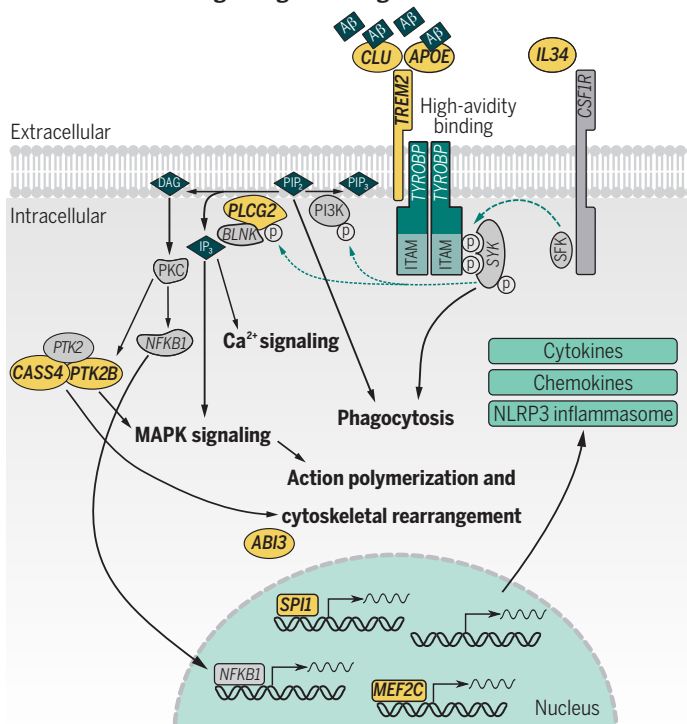 Aβ
Aβ
Aβ
Aβ
CLU
APOE
IL34
TREM2
CSF1R
High-avidity
binding
Extracellular
TYROBP
TYROBP
DAG
PIP2
PIP3
Intracellular
PLCG2
BLNK
p
PI3K
p
IP3
ITAM
ITAM
p
p
SYK
p
SFK
PKC
NFKB1
Ca2+ signaling
PTK2
CASS4
PTK2B
Cytokines
Chemokines
NLRP3 inflammasome
Phagocytosis
MAPK signaling
Action polymerization and
cytoskeletal rearrangement
ABI3
SPI1
NFKB1
MEF2C
Nucleus